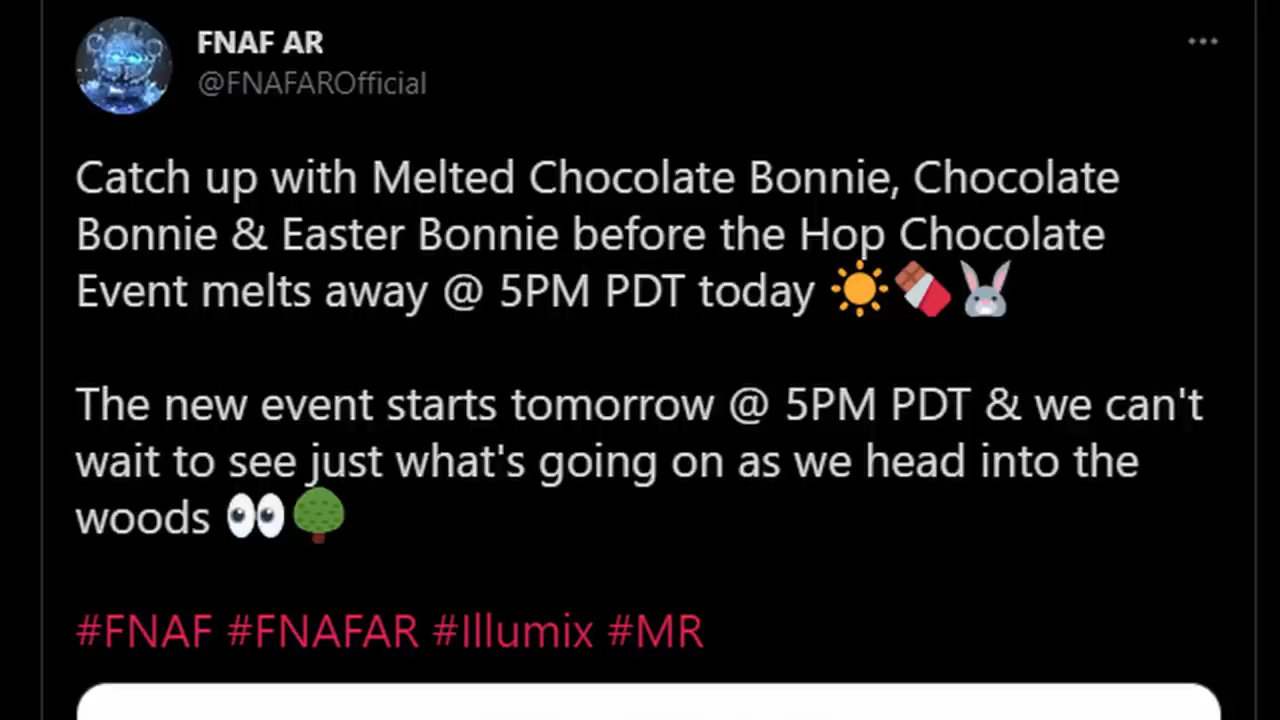 FNAF AR
@FNAFAROfficial
Catch up with Melted Chocolate Bonnie, Chocolate
Bonnie & Easter Bonnie before the Hop Chocolate
Event melts away @ 5PM PDT today ☀️🍫🐰
The new event starts tomorrow @ 5PM PDT & we can't
wait to see just what's going on as we head into the
woods 👀🌳
#FNAF #FNAFAR #Illumix #MR